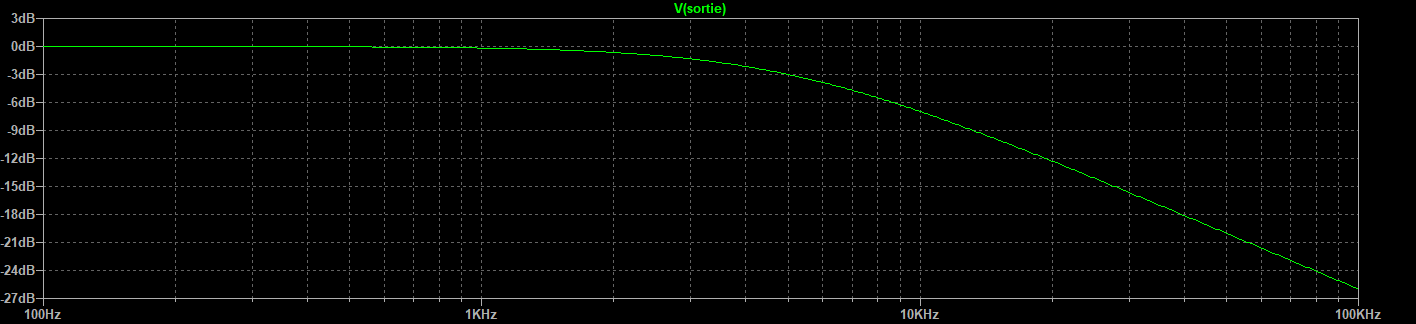 V(sortie)
3dB
0dB
-3dB
-6dB
-9dB
-12dB
-15dB
-18dB
-21dB
-24dB
-27dB
100Hz 1KHz 10KHz 100KHz